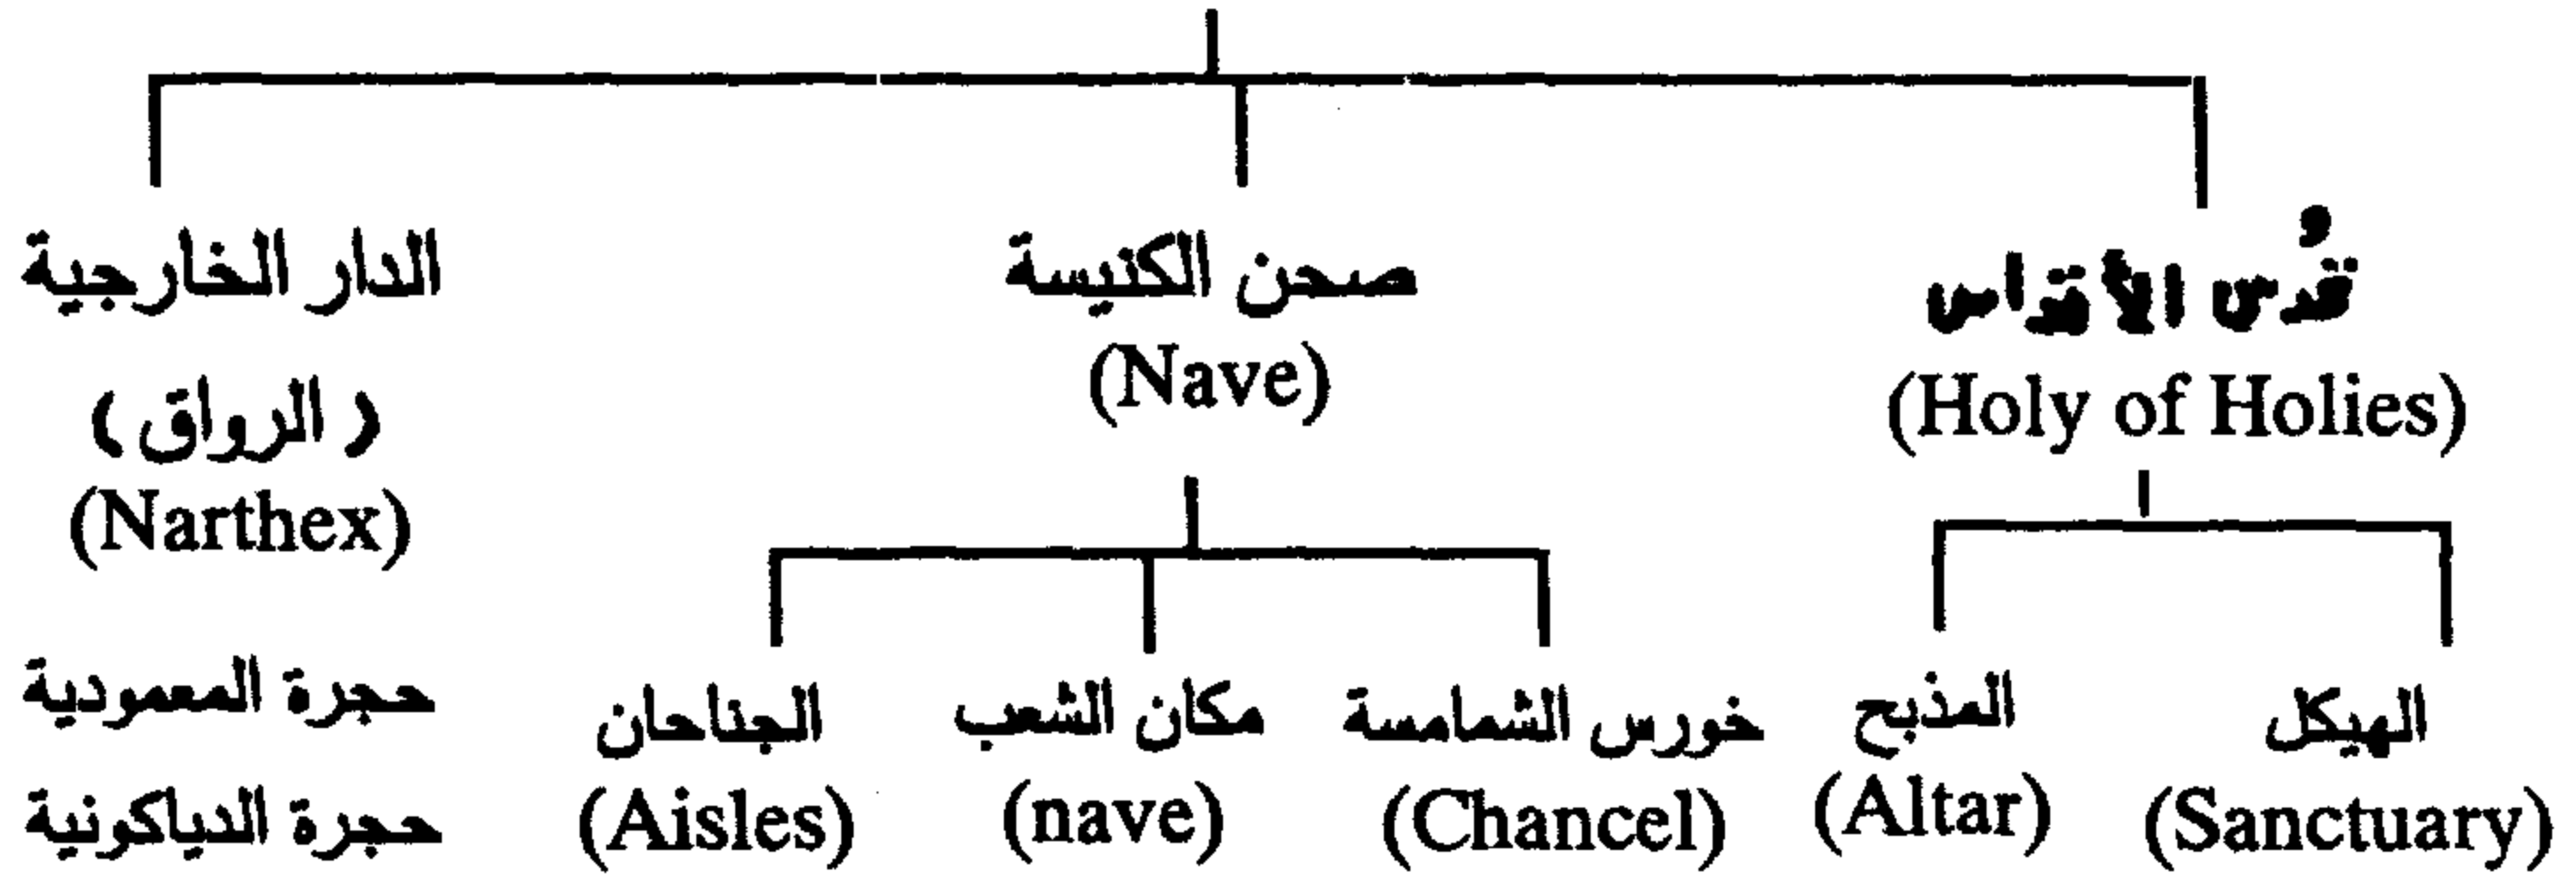 قُدس الأقداس
(Holy of Holies)
صحن الكنيسة
(Nave)
الدار الخارجية
( الرواق )
(Narthex)
الهيكل
(Sanctuary)
المذبح
(Altar)
خورس الشمامسة
(Chancel)
مكان الشعب
(nave)
الجناحان
(Aisles)
حجرة المعمودية
حجرة الدياكونية